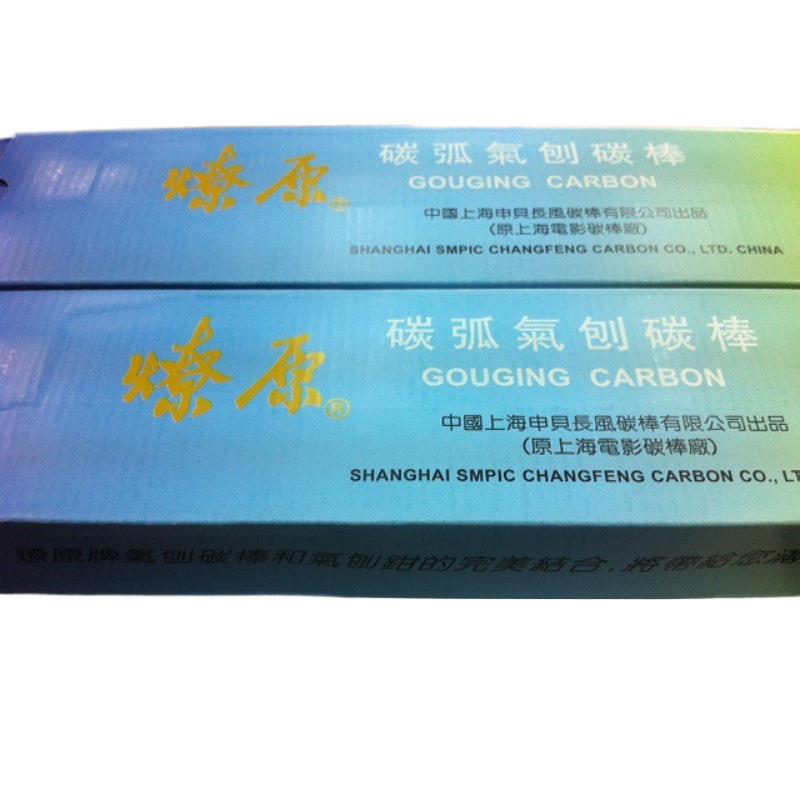 燎原®
碳弧氣刨碳棒
GOUGING CARBON
中國上海申貝長風碳棒有限公司出品
(原上海電影碳棒廠)
SHANGHAI SMPIC CHANGFENG CARBON CO., LTD. CHINA
燎原®
碳弧氣刨碳棒
GOUGING CARBON
中國上海申貝長風碳棒有限公司出品
(原上海電影碳棒廠)
SHANGHAI SMPIC CHANGFENG CARBON CO., LT
燎原牌氣刨碳棒和氣刨鉗的完美結合,將帶給您滿